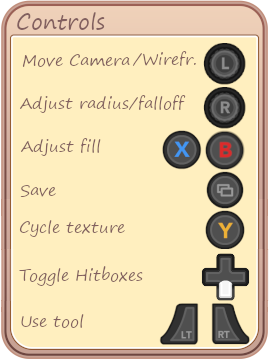 Controls
Move Camera/Wirefr. L
Adjust radius/falloff R
Adjust fill X B
Save
Cycle texture Y
Toggle Hitboxes
Use tool LT RT